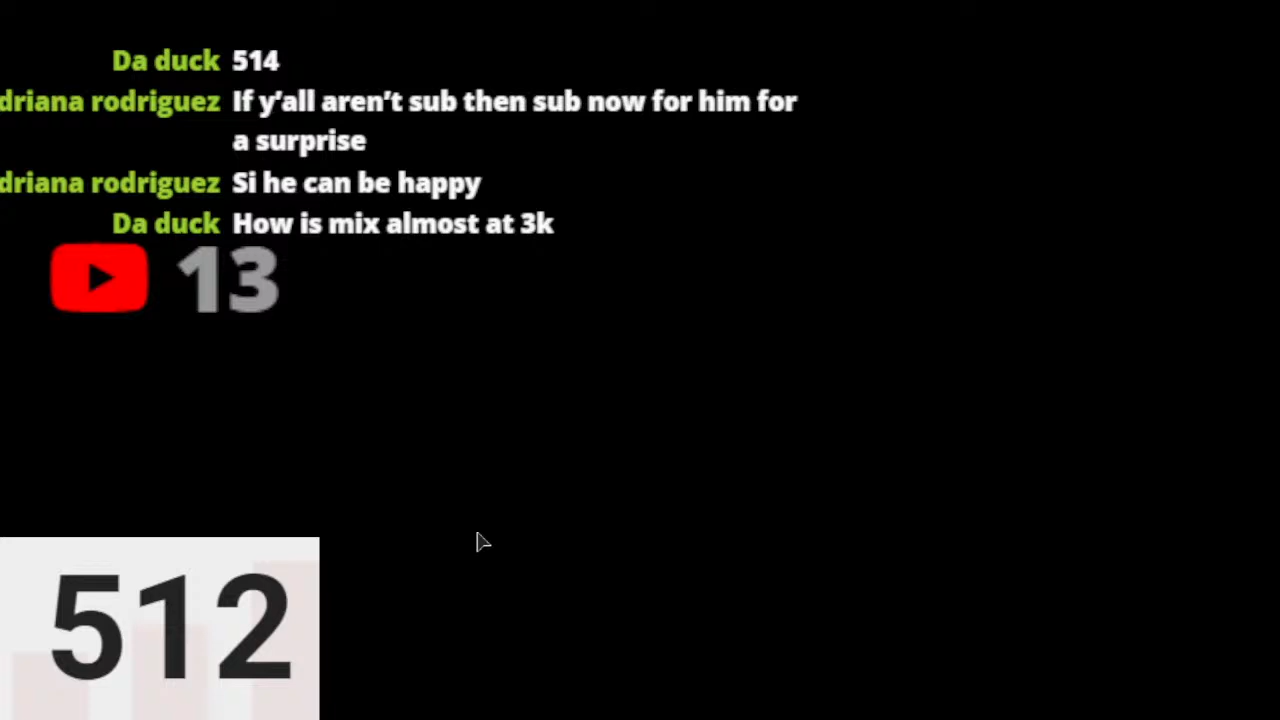 Da duck 514
driana rodriguez If y’all aren’t sub then sub now for him for
a surprise
driana rodriguez Si he can be happy
Da duck How is mix almost at 3k
13
512